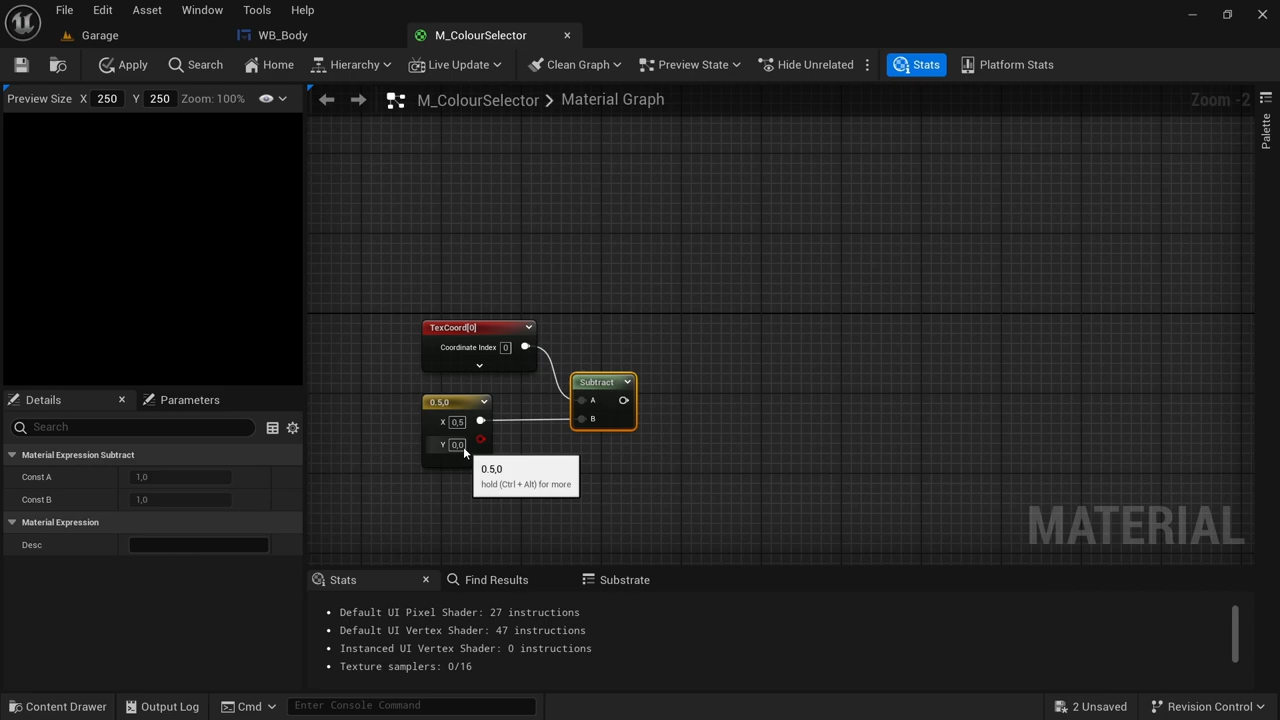 File Edit Asset Window Tools Help
Garage WB_Body M_ColourSelector
Apply Search Home Hierarchy Live Update Clean Graph Preview State Hide Unrelated Stats Platform Stats
Preview Size X 250 Y 250 Zoom: 100%
M_ColourSelector > Material Graph
Zoom -2
Palette
TexCoord[0]
Coordinate Index 0
Subtract
A
B
0.5,0
X 0,5
Y 0,0
0.5,0
hold (Ctrl + Alt) for more
MATERIAL
Details Parameters
Search
Material Expression Subtract
Const A 1,0
Const B 1,0
Material Expression
Desc
Stats Find Results Substrate
Default UI Pixel Shader: 27 instructions
Default UI Vertex Shader: 47 instructions
Instanced UI Vertex Shader: 0 instructions
Texture samplers: 0/16
Content Drawer Output Log Cmd Enter Console Command 2 Unsaved Revision Control